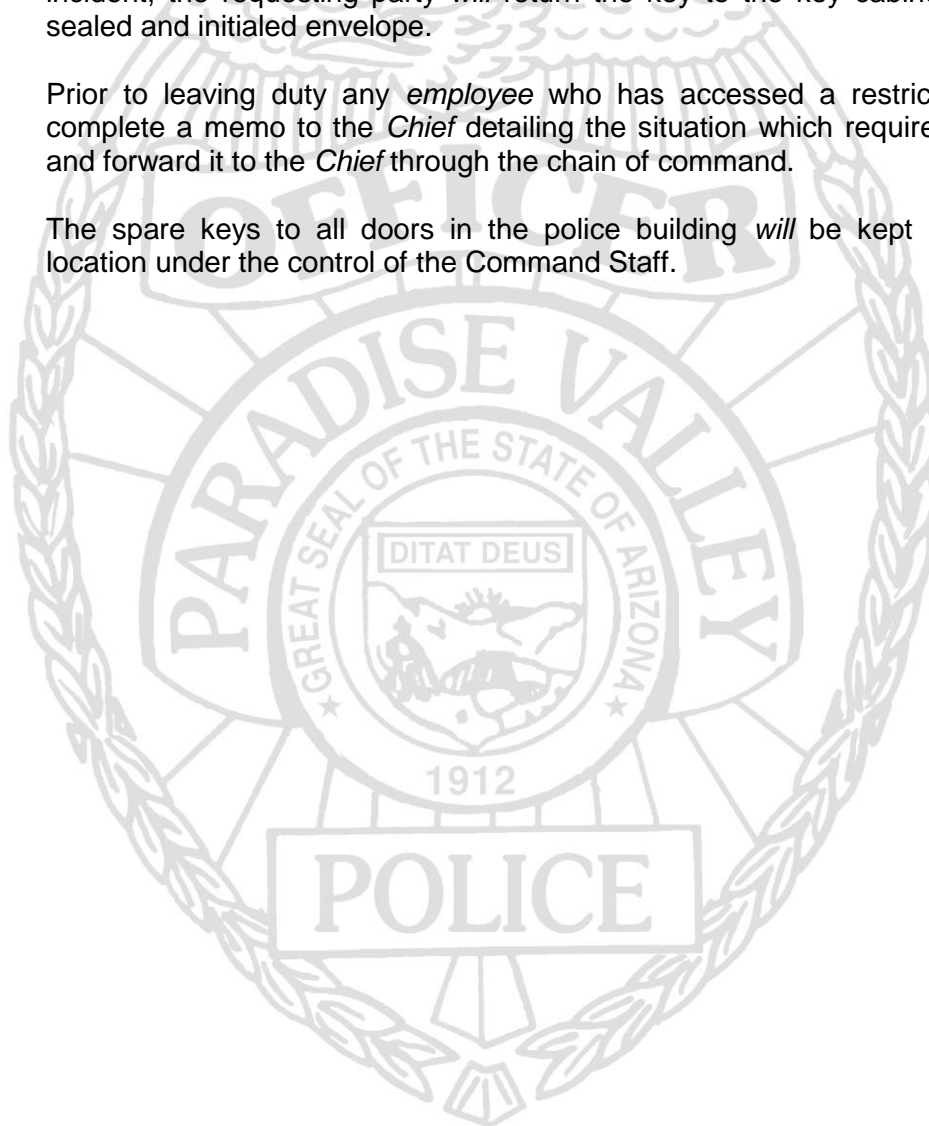 incident, the requesting party will return the key to the key
sealed and initialed envelope.
Prior to leaving duty any employee who has accessed a
complete a memo to the Chief detailing the situation which
and forward it to the Chief through the chain of command.
The spare keys to all doors in the police building will be kept
location under the control of the Command Staff.
OFFICER
PARADISE VALLEY
GREAT SEAL OF THE STATE OF ARIZONA
DITAT DEUS
1912
POLICE